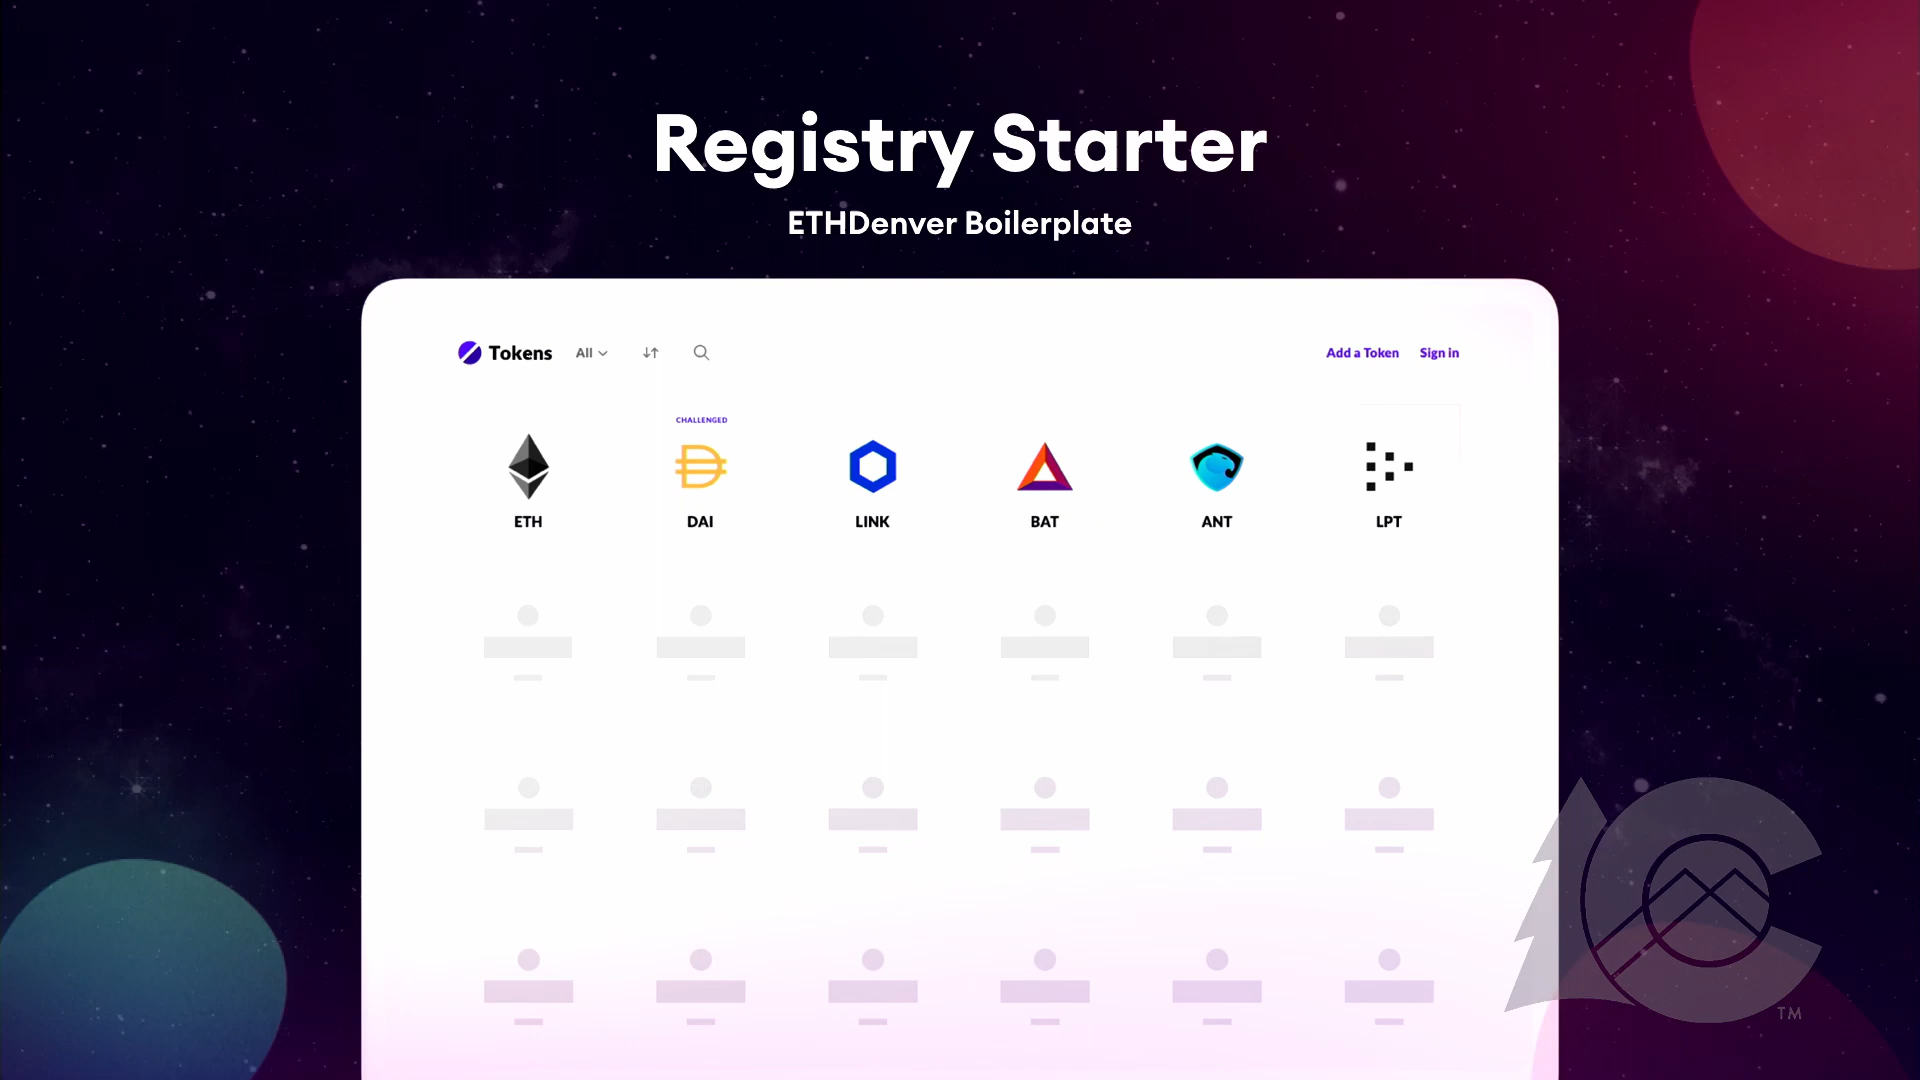 Registry Starter
ETHDenver Boilerplate
Tokens All Add a Token Sign in
CHALLENGED
ETH DAI LINK BAT ANT LPT
TM